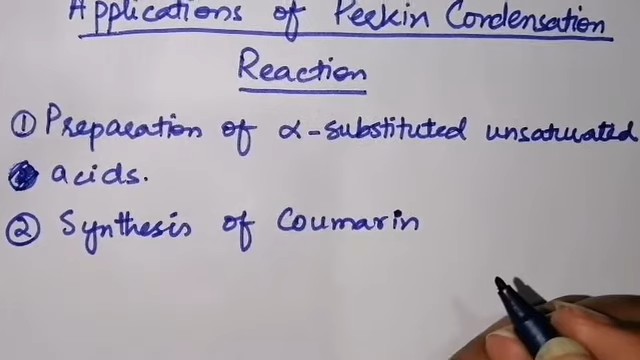 Applications of Perkin Condensation
Reaction
① Preparation of α-substituted unsaturated
acids.
② Synthesis of Coumarin